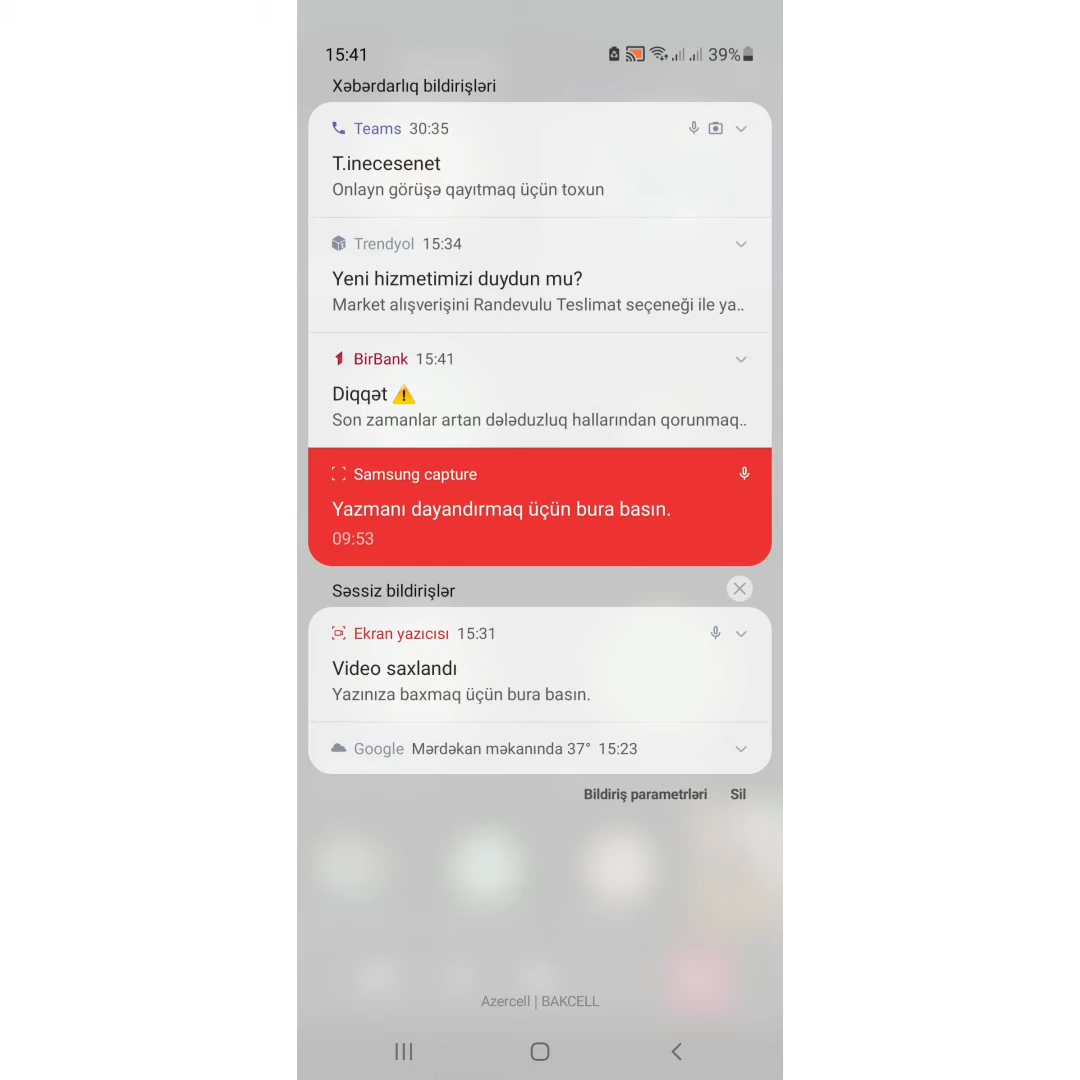 15:41 39%
Xəbərdarlıq bildirişləri
Teams 30:35
T.inecesenet
Onlayn görüşə qayıtmaq üçün toxun
Trendyol 15:34
Yeni hizmetimizi duydun mu?
Market alışverişini Randevulu Teslimat seçeneği ile ya..
BirBank 15:41
Diqqət ⚠️
Son zamanlar artan dələduzluq hallarından qorunmaq..
Samsung capture
Yazmanı dayandırmaq üçün bura basın.
09:53
Səssiz bildirişlər
Ekran yazıcısı 15:31
Video saxlandı
Yazınıza baxmaq üçün bura basın.
Google Mərdəkan məkanında 37° 15:23
Bildiriş parametrləri Sil
Azercell | BAKCELL